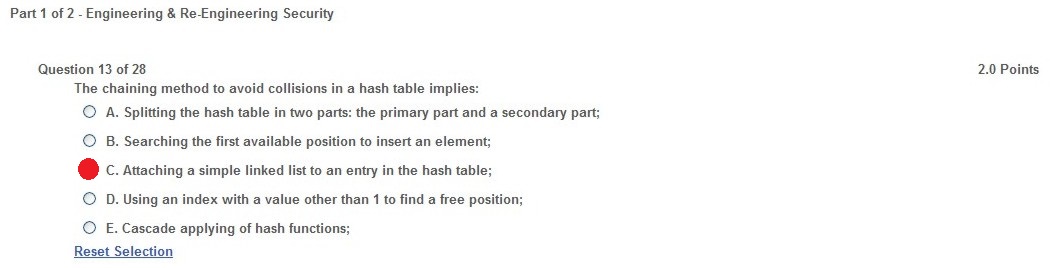 Part 1 of 2 - Engineering & Re-Engineering Security
Question 13 of 28 2.0 Points
The chaining method to avoid collisions in a hash table implies:
A. Splitting the hash table in two parts: the primary part and a secondary part;
B. Searching the first available position to insert an element;
C. Attaching a simple linked list to an entry in the hash table;
D. Using an index with a value other than 1 to find a free position;
E. Cascade applying of hash functions;
Reset Selection